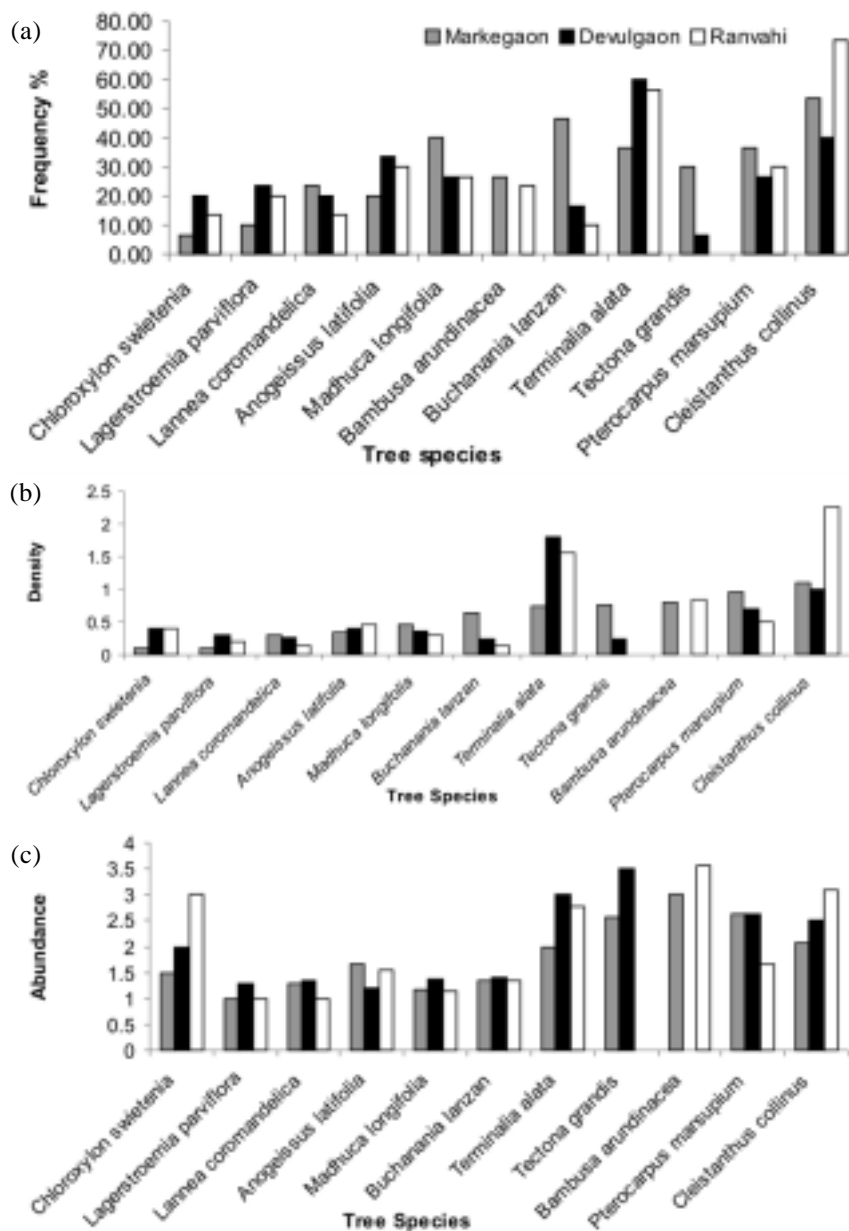 (a)
Markegaon Devulgaon Ranvahi
Frequency %
80.00
70.00
60.00
50.00
40.00
30.00
20.00
10.00
0.00
Chloroxylon swietenia
Lagerstroemia parviflora
Lannea coromandelica
Anogeissus latifolia
Madhuca longifolia
Bambusa arundinacea
Buchanania lanzan
Terminalia alata
Tectona grandis
Pterocarpus marsupium
Cleistanthus collinus
Tree species
(b)
Density
2.5
2
1.5
1
0.5
0
Chloroxylon swietenia
Lagerstroemia parviflora
Lannea coromandelica
Anogeissus latifolia
Madhuca longifolia
Buchanania lanzan
Terminalia alata
Tectona grandis
Bambusa arundinacea
Pterocarpus marsupium
Cleistanthus collinus
Tree Species
(c)
Abundance
4
3.5
3
2.5
2
1.5
1
0.5
0
Chloroxylon swietenia
Lagerstroemia parviflora
Lannea coromandelica
Anogeissus latifolia
Madhuca longifolia
Buchanania lanzan
Terminalia alata
Tectona grandis
Bambusa arundinacea
Pterocarpus marsupium
Cleistanthus collinus
Tree Species